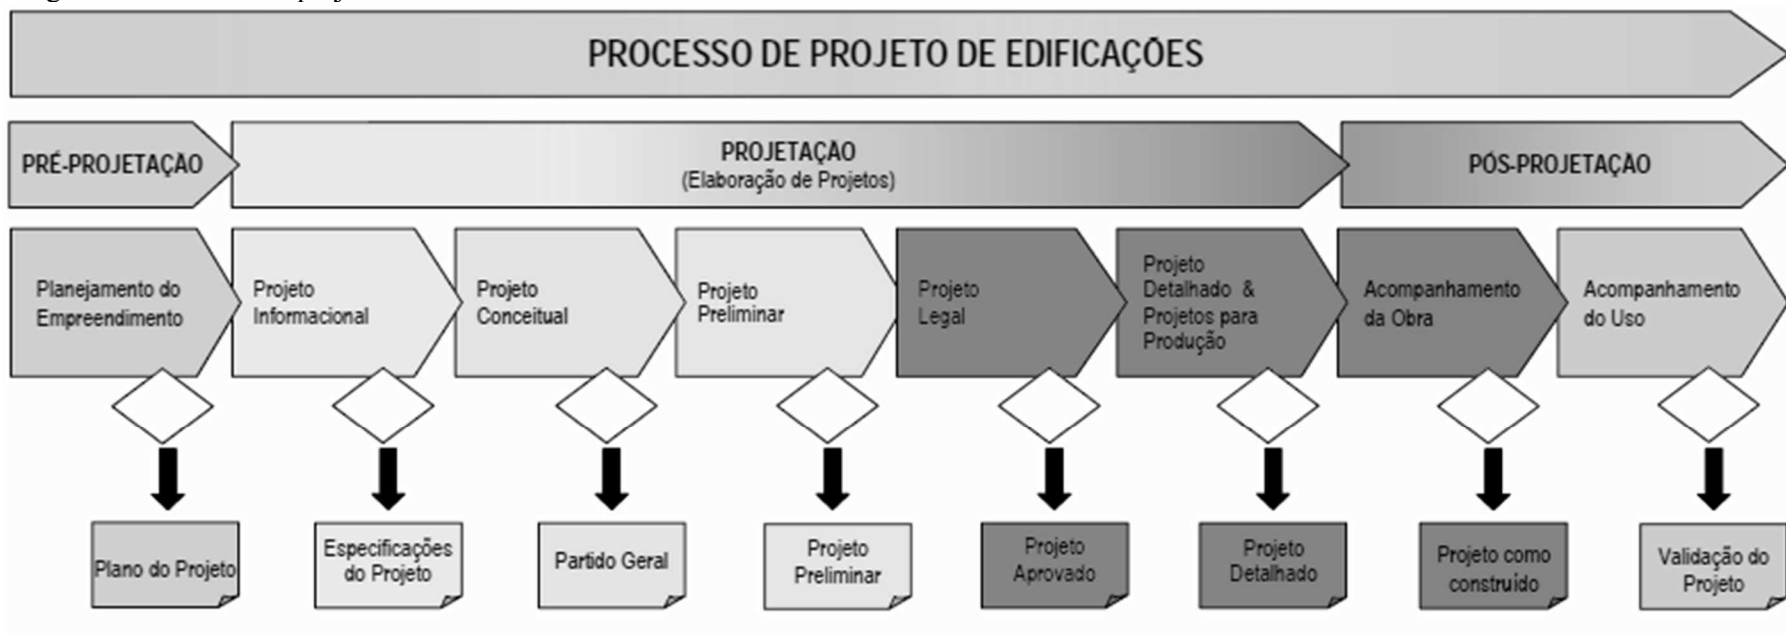 PROCESSO DE PROJETO DE EDIFICAÇÕES
PRÉ-PROJETAÇÃO
PROJETAÇÃO
(Elaboração de Projetos)
PÓS-PROJETAÇÃO
Planejamento do
Empreendimento
Projeto
Informacional
Projeto
Conceitual
Projeto
Preliminar
Projeto
Legal
Projeto
Detalhado &
Projetos para
Produção
Acompanhamento
da Obra
Acompanhamento
do Uso
Plano do Projeto
Especificações
do Projeto
Partido Geral
Projeto
Preliminar
Projeto
Aprovado
Projeto
Detalhado
Projeto como
construído
Validação do
Projeto